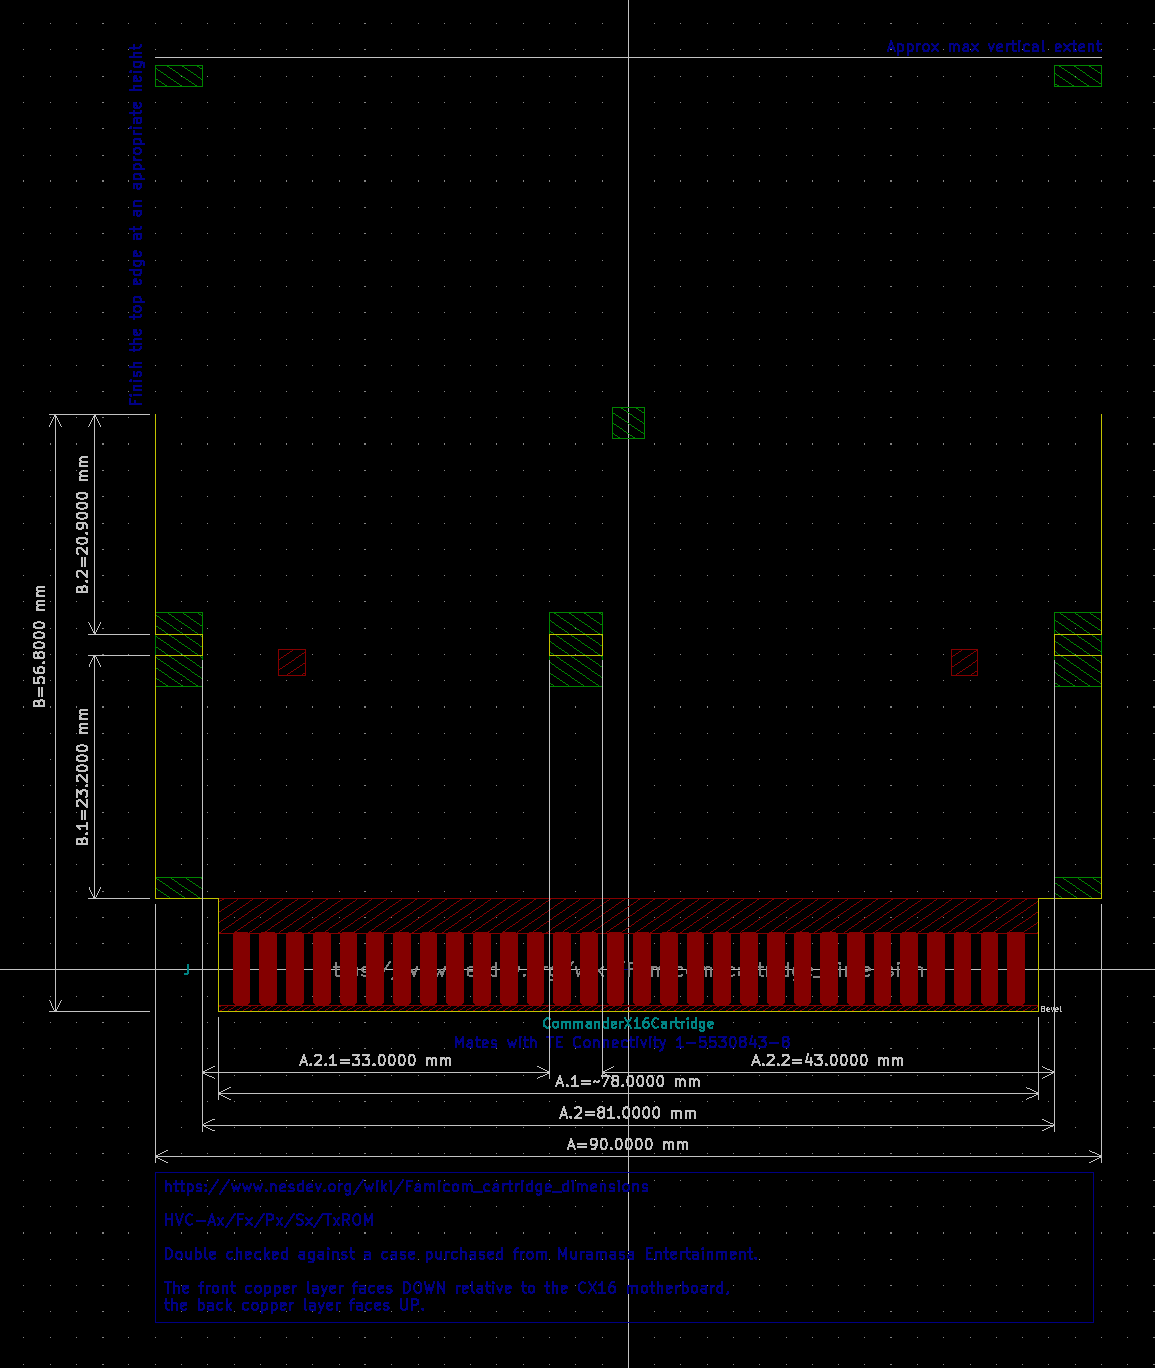 Approx max vertical extent
Finish the top edge at an appropriate height
B.2=20.9000 mm
B=56.8000 mm
B.1=23.2000 mm
J
Bevel
CommanderX16Cartridge
Mates with TE Connectivity 1-5530843-8
A.2.1=33.0000 mm
A.2.2=43.0000 mm
A.1=~78.0000 mm
A.2=81.0000 mm
A=90.0000 mm
https://www.nesdev.org/wiki/Famicom_cartridge_dimensions
HVC-Ax/Fx/Px/Sx/TxROM
Double checked against a case purchased from Muramasa Entertainment.
The front copper layer faces DOWN relative to the CX16 motherboard,
the back copper layer faces UP.